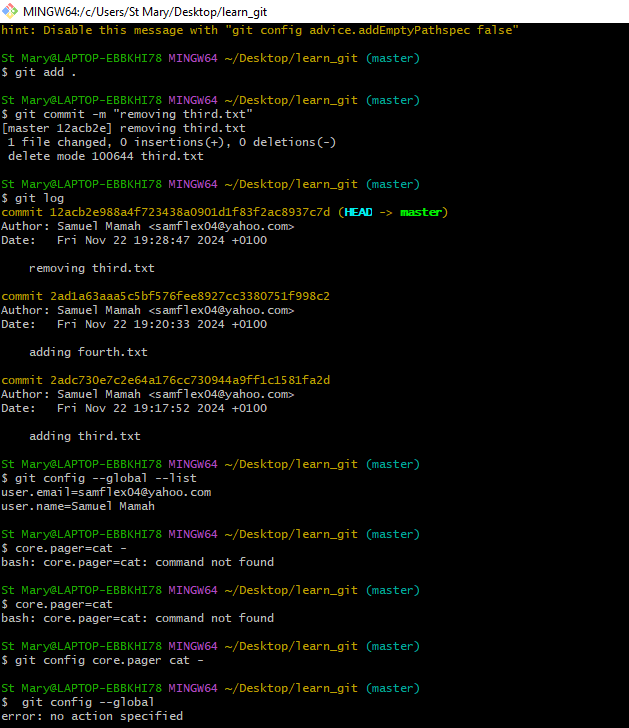 MINGW64:/c/Users/St Mary/Desktop/learn_git
hint: Disable this message with "git config advice.addEmptyPathspec false"
St Mary@LAPTOP-EBBKHI78 MINGW64 ~/Desktop/learn_git (master)
$ git add .
St Mary@LAPTOP-EBBKHI78 MINGW64 ~/Desktop/learn_git (master)
$ git commit -m "removing third.txt"
[master 12acb2e] removing third.txt
 1 file changed, 0 insertions(+), 0 deletions(-)
 delete mode 100644 third.txt
St Mary@LAPTOP-EBBKHI78 MINGW64 ~/Desktop/learn_git (master)
$ git log
commit 12acb2e988a4f723438a0901d1f83f2ac8937c7d (HEAD -> master)
Author: Samuel Mamah <samflex04@yahoo.com>
Date:   Fri Nov 22 19:28:47 2024 +0100
    removing third.txt
commit 2ad1a63aaa5c5bf576fee8927cc3380751f998c2
Author: Samuel Mamah <samflex04@yahoo.com>
Date:   Fri Nov 22 19:20:33 2024 +0100
    adding fourth.txt
commit 2adc730e7c2e64a176cc730944a9ff1c1581fa2d
Author: Samuel Mamah <samflex04@yahoo.com>
Date:   Fri Nov 22 19:17:52 2024 +0100
    adding third.txt
St Mary@LAPTOP-EBBKHI78 MINGW64 ~/Desktop/learn_git (master)
$ git config --global --list
user.email=samflex04@yahoo.com
user.name=Samuel Mamah
St Mary@LAPTOP-EBBKHI78 MINGW64 ~/Desktop/learn_git (master)
$ core.pager=cat -
bash: core.pager=cat: command not found
St Mary@LAPTOP-EBBKHI78 MINGW64 ~/Desktop/learn_git (master)
$ core.pager=cat
bash: core.pager=cat: command not found
St Mary@LAPTOP-EBBKHI78 MINGW64 ~/Desktop/learn_git (master)
$ git config core.pager cat -
St Mary@LAPTOP-EBBKHI78 MINGW64 ~/Desktop/learn_git (master)
$  git config --global
error: no action specified